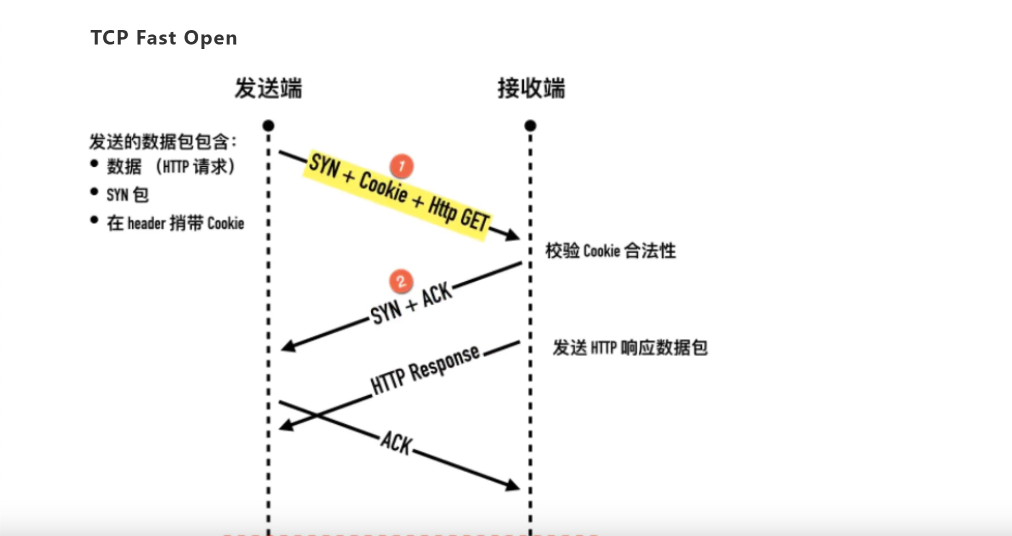 TCP Fast Open
发送端
接收端
发送的数据包包含：
• 数据 （HTTP 请求）
• SYN 包
• 在 header 捎带 Cookie
1
SYN + Cookie + Http GET
校验 Cookie 合法性
2
SYN + ACK
发送 HTTP 响应数据包
HTTP Response
ACK